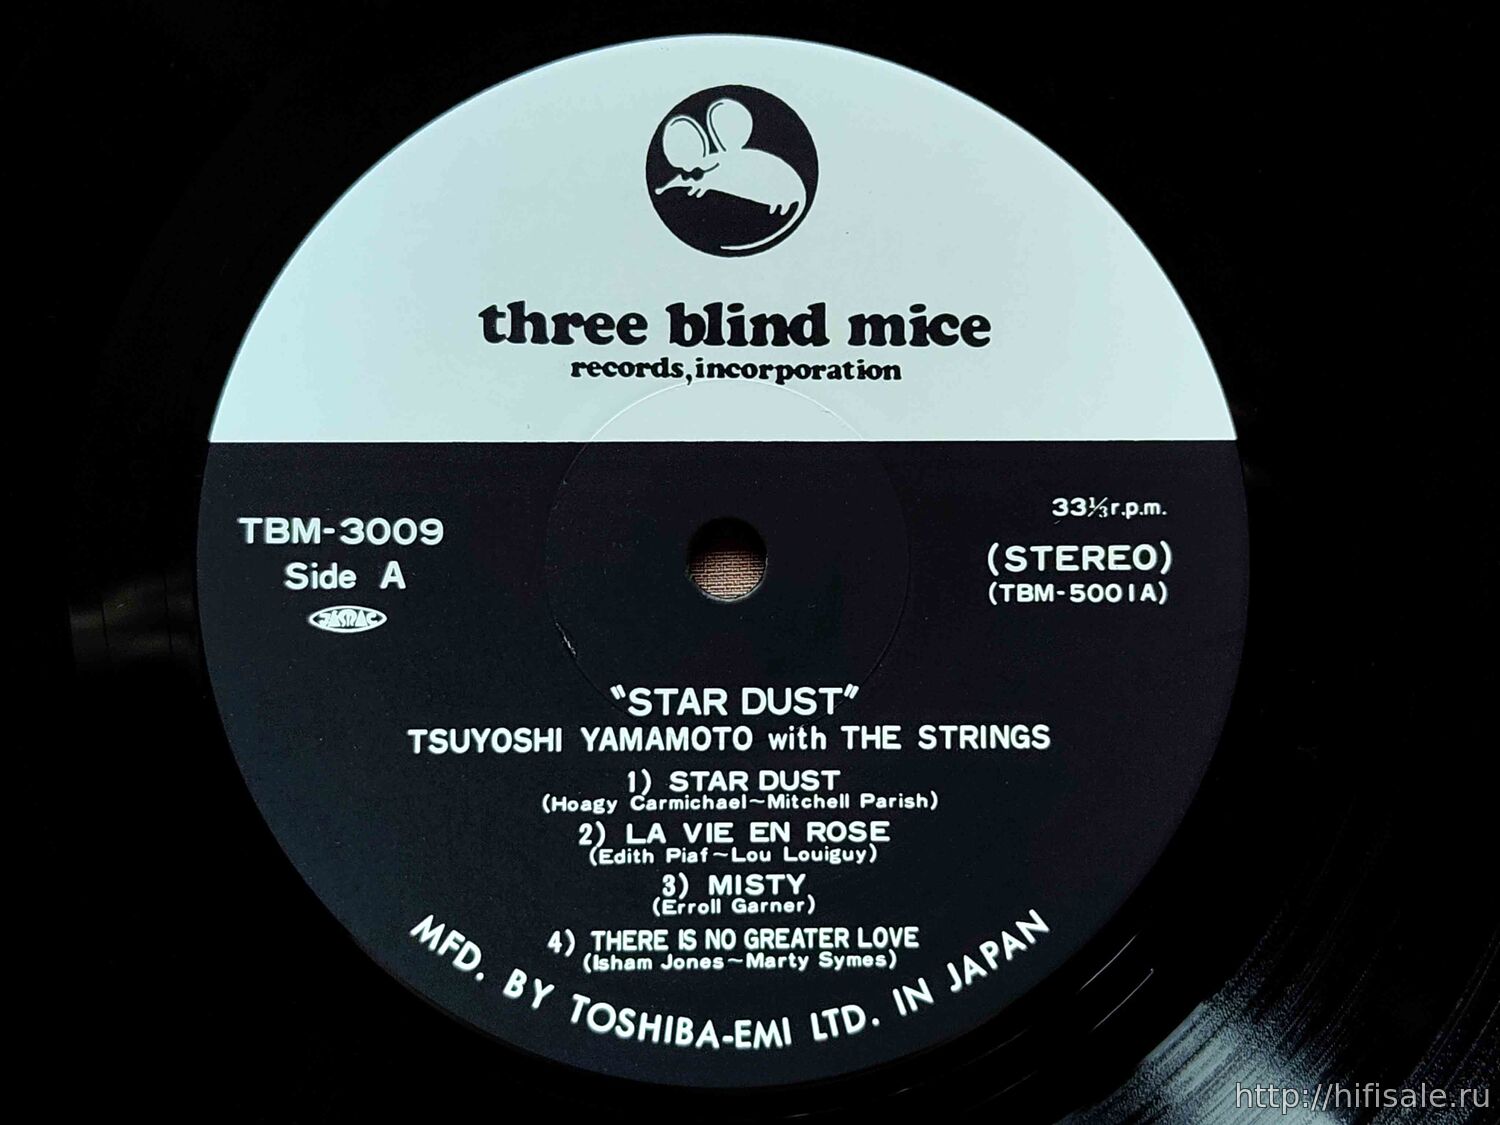 three blind mice
records, incorporation
33⅓ r.p.m.
TBM-3009
(STEREO)
Side A
(TBM-5001A)
JASRAC
"STAR DUST"
TSUYOSHI YAMAMOTO with THE STRINGS
1) STAR DUST
(Hoagy Carmichael~Mitchell Parish)
2) LA VIE EN ROSE
(Edith Piaf~Lou Louiguy)
3) MISTY
(Erroll Garner)
4) THERE IS NO GREATER LOVE
(Isham Jones~Marty Symes)
MFD. BY TOSHIBA-EMI LTD. IN JAPAN
http://hifisale.ru